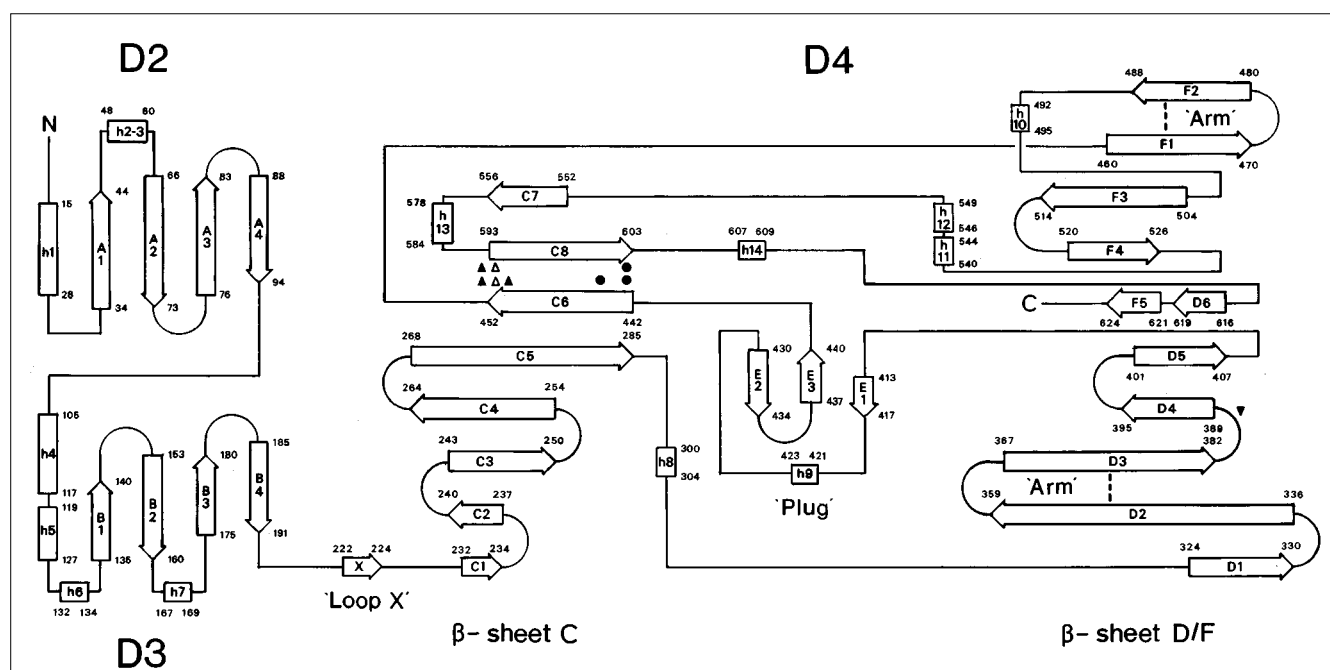 D2
D4
N
48 60
h2-3
15
h1
28
44
A1
34
66
A2
73
83
A3
76
88
A4
94
488 480
F2
492
h10
495
'Arm'
F1
460 470
556 552
C7
578
h13
584
549
h12
546
544
h11
540
514 F3 504
520 526
F4
593 603
C8
607 609
h14
C6
452 442
C
F5 D6
624 621 619 616
268 285
C5
264 254
C4
243 250
C3
240 237
C2
232 234
C1
222 224
X
'Loop X'
430
E2
434
440
E3
437
413
E1
417
423 421
h9
'Plug'
300
h8
304
D5
401 407
D4
395 389
367 382
D3
'Arm'
359 336
D2
324 330
D1
106
h4
117
119
h5
127
h6
132 134
140
B1
135
153
B2
160
h7
167 169
180
B3
175
185
B4
191
D3
β- sheet C
β- sheet D/F